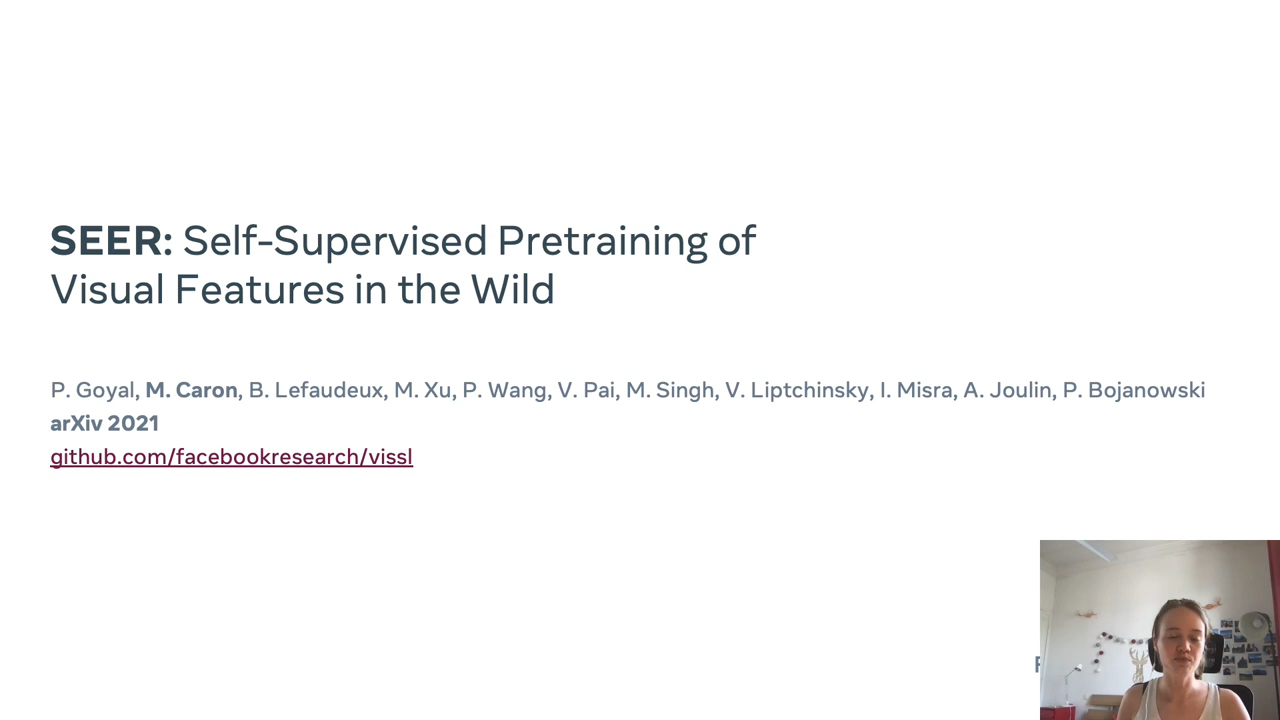 SEER: Self-Supervised Pretraining of
Visual Features in the Wild
P. Goyal, M. Caron, B. Lefaudeux, M. Xu, P. Wang, V. Pai, M. Singh, V. Liptchinsky, I. Misra, A. Joulin, P. Bojanowski
arXiv 2021
github.com/facebookresearch/vissl